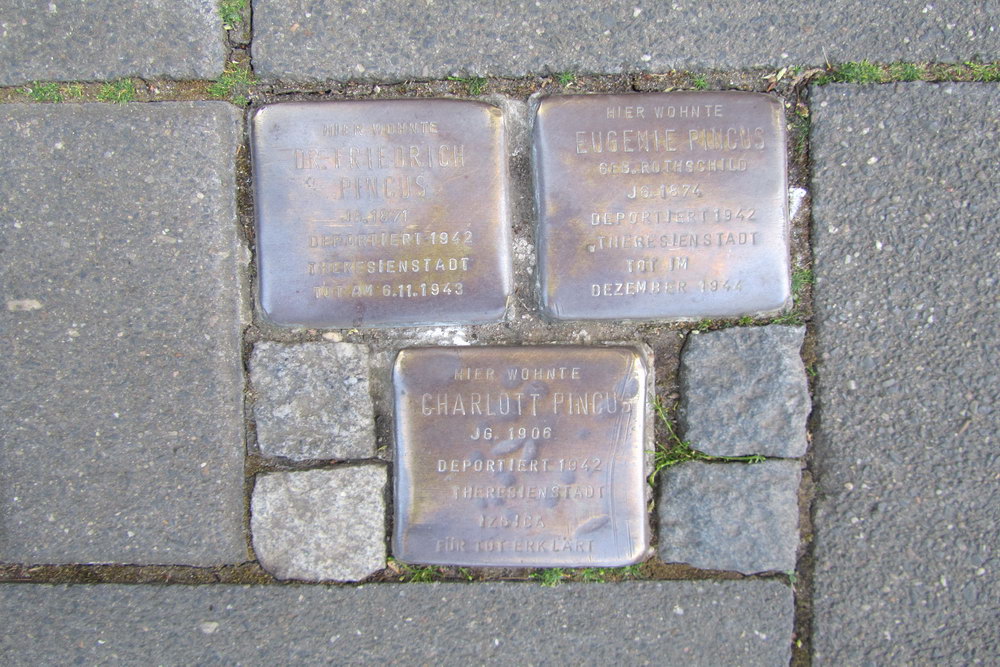 HIER WOHNTE
DR. FRIEDRICH
PINCUS
JG. 1871
DEPORTIERT 1942
THERESIENSTADT
TOT AM 6.11.1943
HIER WOHNTE
EUGEMIE PINCUS
GEB. ROTHSCHILD
JG. 1874
DEPORTIERT 1942
THERESIENSTADT
TOT IM
DEZEMBER 1944
HIER WOHNTE
CHARLOTT PINCUS
JG. 1906
DEPORTIERT 1942
THERESIENSTADT
IZBICA
FÜR TOT ERKLÄRT